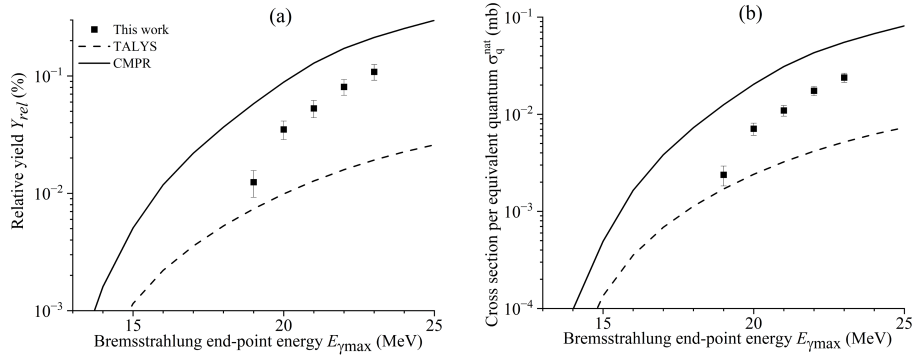 (a)
Relative yield Y_rel (%)
10⁻¹
10⁻²
10⁻³
This work
TALYS
CMPR
15
20
25
Bremsstrahlung end-point energy E_γmax (MeV)
(b)
Cross section per equivalent quantum σ_q^nat (mb)
10⁻¹
10⁻²
10⁻³
10⁻⁴
15
20
25
Bremsstrahlung end-point energy E_γmax (MeV)